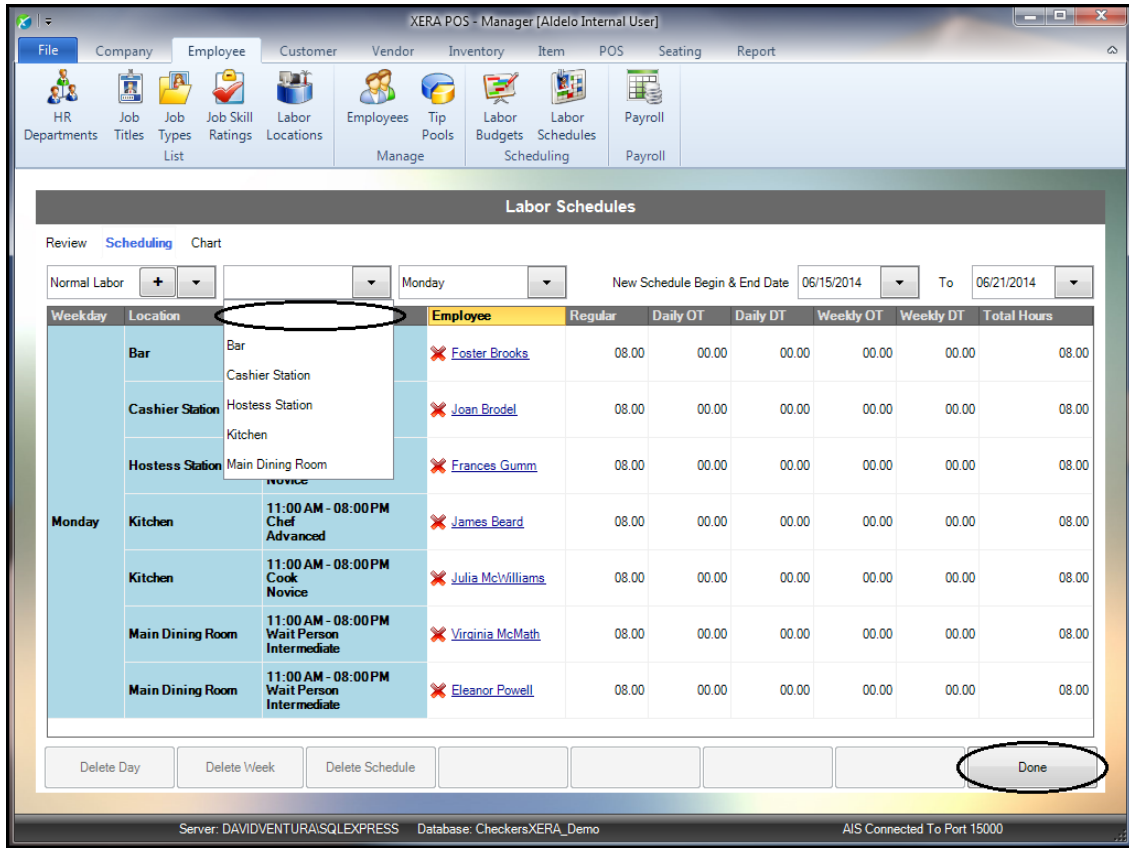 XERA POS - Manager [Aldelo Internal User]
File Company Employee Customer Vendor Inventory Item POS Seating Report
HR Departments
Job Titles
Job Types
Job Skill Ratings
Labor Locations
Employees
Tip Pools
Labor Budgets
Labor Schedules
Payroll
List Manage Scheduling Payroll
Labor Schedules
Review Scheduling Chart
Normal Labor + Monday New Schedule Begin & End Date 06/15/2014 To 06/21/2014
Weekday Location Employee Regular Daily OT Daily DT Weekly OT Weekly DT Total Hours
Bar
Cashier Station
Hostess Station
Kitchen
Main Dining Room
Monday
Bar Foster Brooks 08.00 00.00 00.00 00.00 00.00 08.00
Cashier Station Joan Brodel 08.00 00.00 00.00 00.00 00.00 08.00
Hostess Station Novice Frances Gumm 08.00 00.00 00.00 00.00 00.00 08.00
Kitchen 11:00 AM - 08:00 PM Chef Advanced James Beard 08.00 00.00 00.00 00.00 00.00 08.00
Kitchen 11:00 AM - 08:00 PM Cook Novice Julia McWilliams 08.00 00.00 00.00 00.00 00.00 08.00
Main Dining Room 11:00 AM - 08:00 PM Wait Person Intermediate Virginia McMath 08.00 00.00 00.00 00.00 00.00 08.00
Main Dining Room 11:00 AM - 08:00 PM Wait Person Intermediate Eleanor Powell 08.00 00.00 00.00 00.00 00.00 08.00
Delete Day Delete Week Delete Schedule Done
Server: DAVIDVENTURA\SQLEXPRESS Database: CheckersXERA_Demo AIS Connected To Port 15000